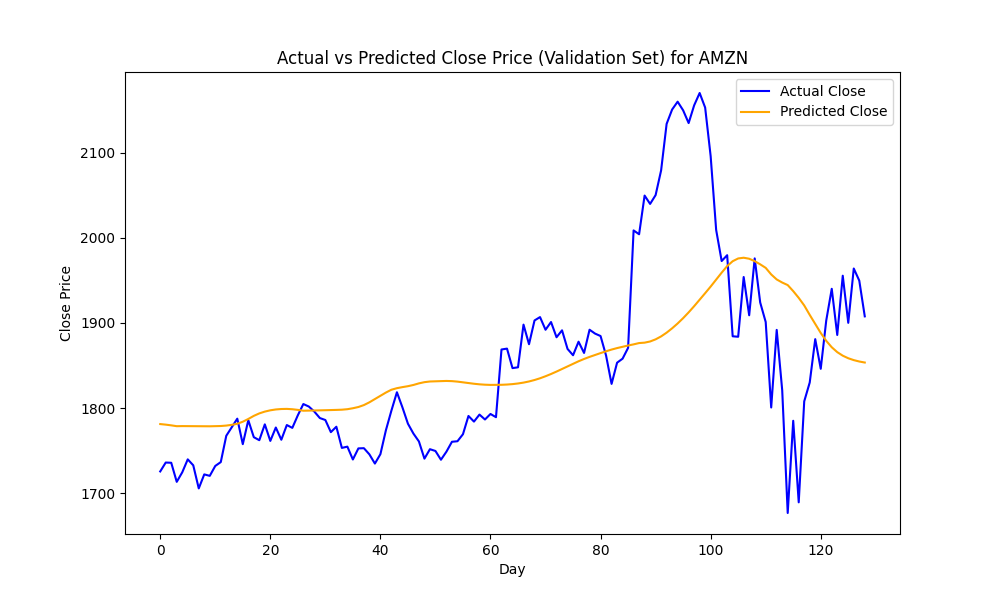 Actual vs Predicted Close Price (Validation Set) for AMZN
Actual Close
Predicted Close
Close Price
2100
2000
1900
1800
1700
0 20 40 60 80 100 120
Day